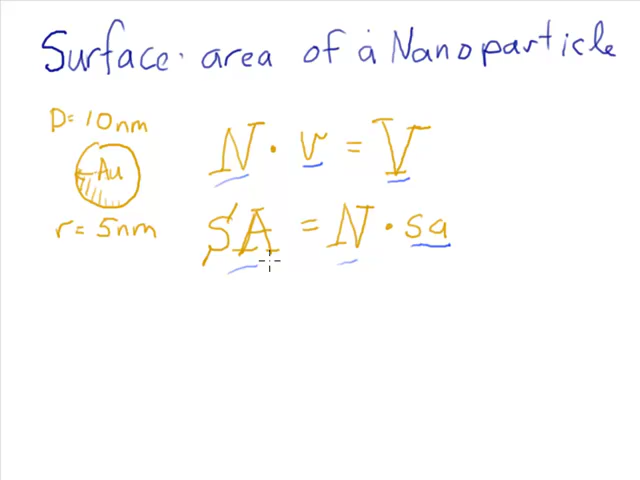 Surface area of a Nanoparticle
D= 10nm
Au
r= 5nm
N · v = V
SA = N · sa